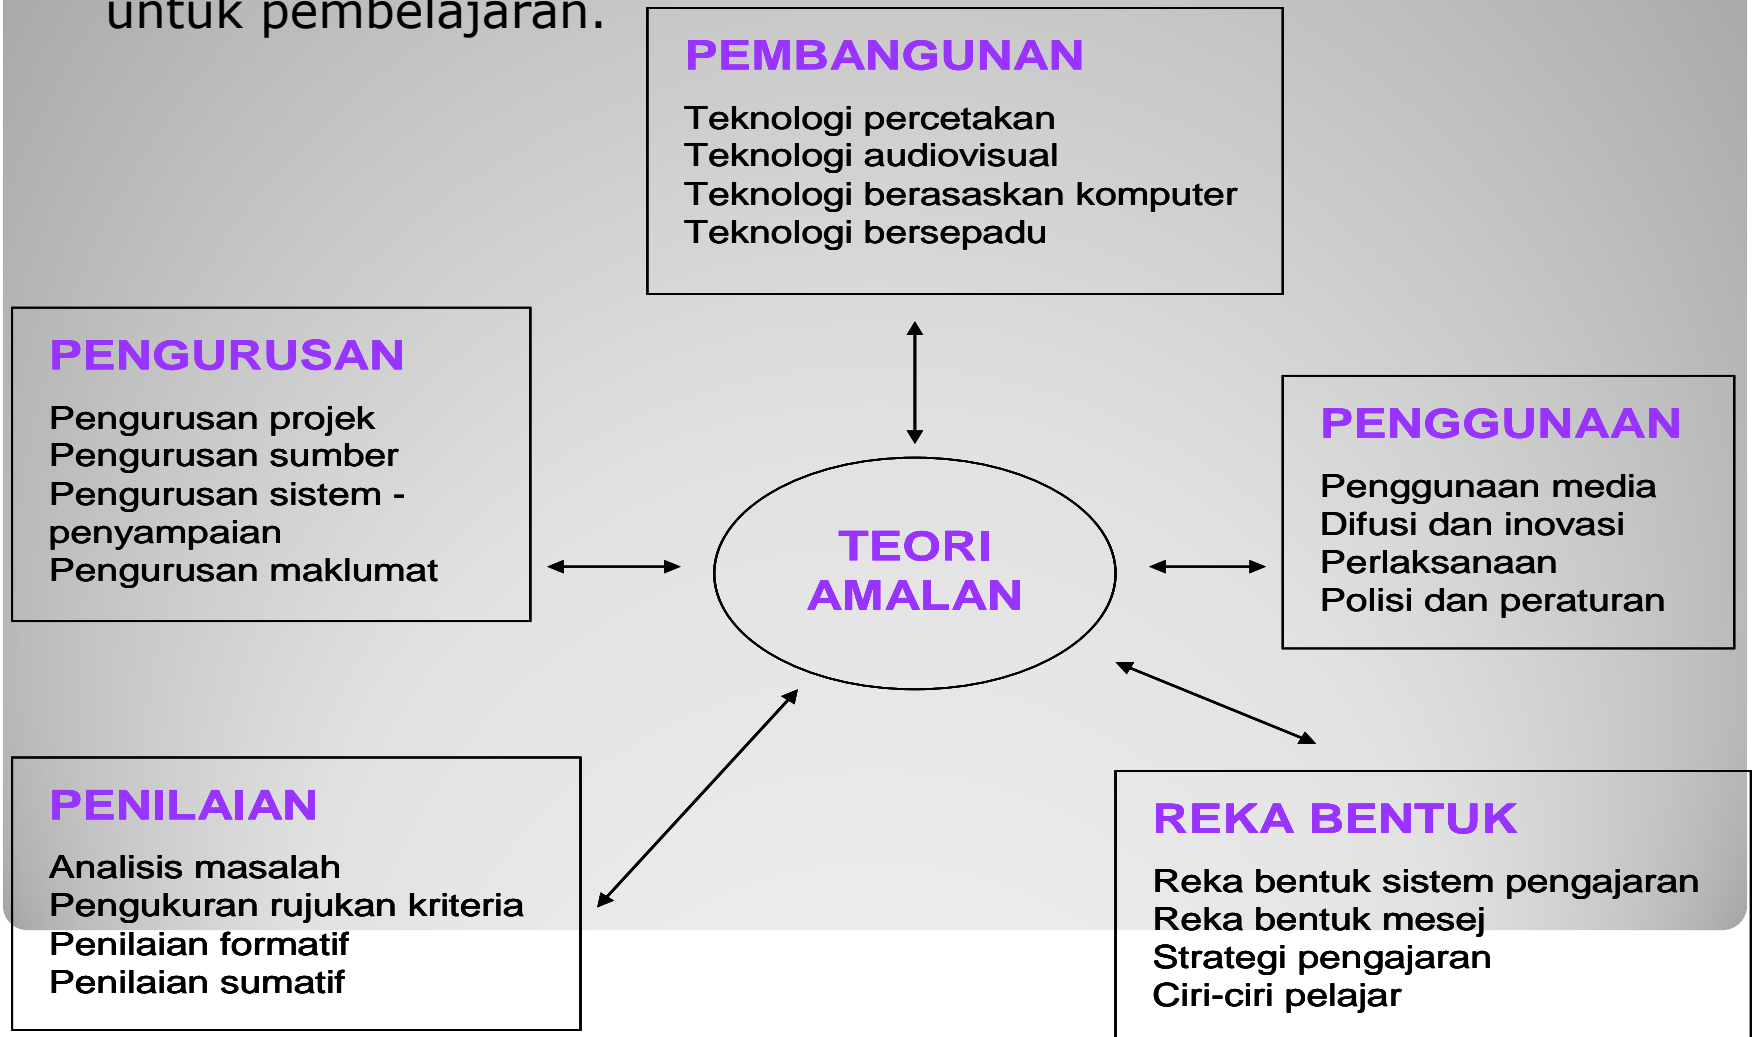 untuk pembelajaran.
PEMBANGUNAN
Teknologi percetakan
Teknologi audiovisual
Teknologi berasaskan komputer
Teknologi bersepadu
PENGURUSAN
Pengurusan projek
Pengurusan sumber
Pengurusan sistem -
penyampaian
Pengurusan maklumat
PENGGUNAAN
Penggunaan media
Difusi dan inovasi
Perlaksanaan
Polisi dan peraturan
TEORI
AMALAN
PENILAIAN
Analisis masalah
Pengukuran rujukan kriteria
Penilaian formatif
Penilaian sumatif
REKA BENTUK
Reka bentuk sistem pengajaran
Reka bentuk mesej
Strategi pengajaran
Ciri-ciri pelajar